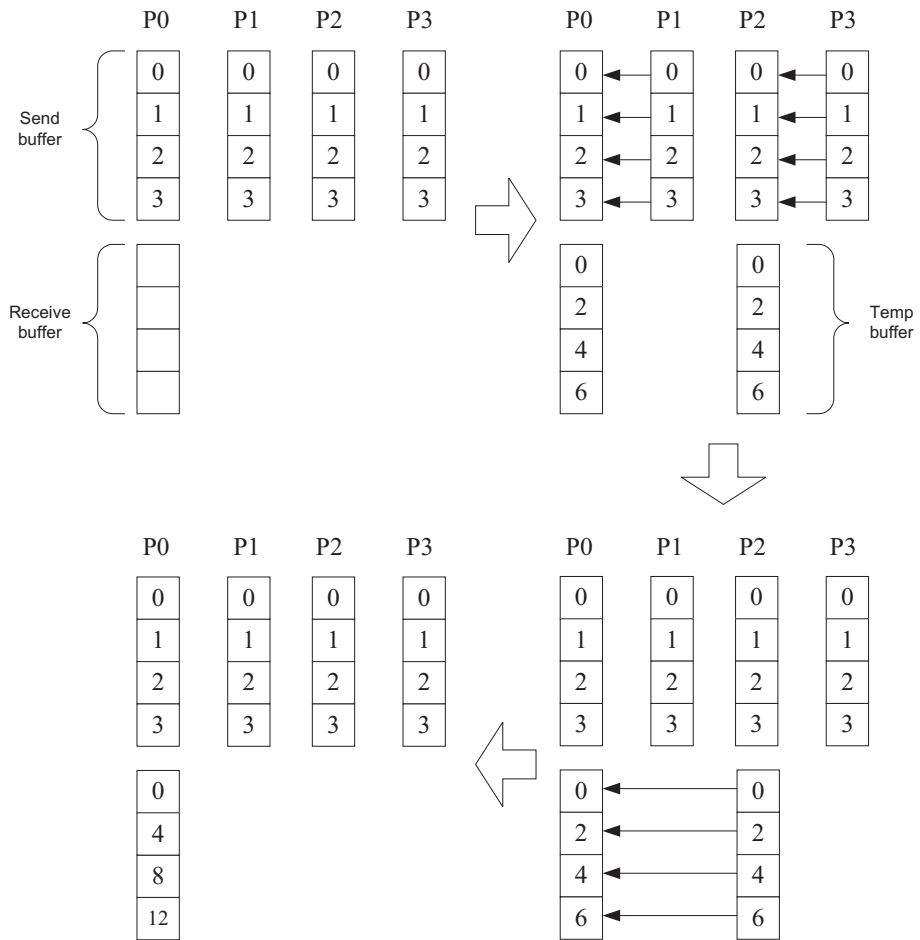 P0 P1 P2 P3 P0 P1 P2 P3
0 0 0 0 0 0 0 0
Send buffer
1 1 1 1 1 1 1 1
2 2 2 2 2 2 2 2
3 3 3 3 3 3 3 3
0 0
2 2
Receive buffer
Temp buffer
4 4
6 6
P0 P1 P2 P3 P0 P1 P2 P3
0 0 0 0 0 0 0 0
1 1 1 1 1 1 1 1
2 2 2 2 2 2 2 2
3 3 3 3 3 3 3 3
0 0 0
4 2 2
8 4 4
12 6 6